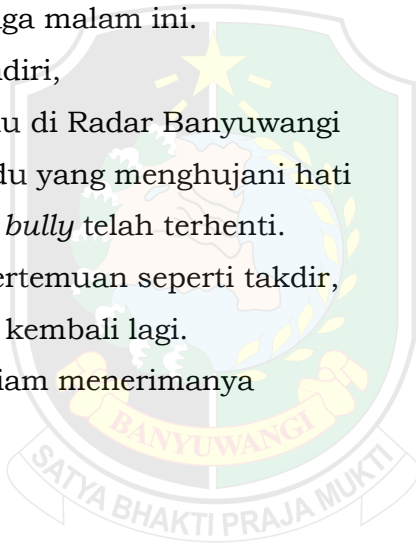 ga malam ini.
diri,
u di Radar Banyuwangi
du yang menghujani hati
bully telah terhenti.
ertemuan seperti takdir,
kembali lagi.
iam menerimanya
BANYUWANGI
SATYA BHAKTI PRAJA MUKTI